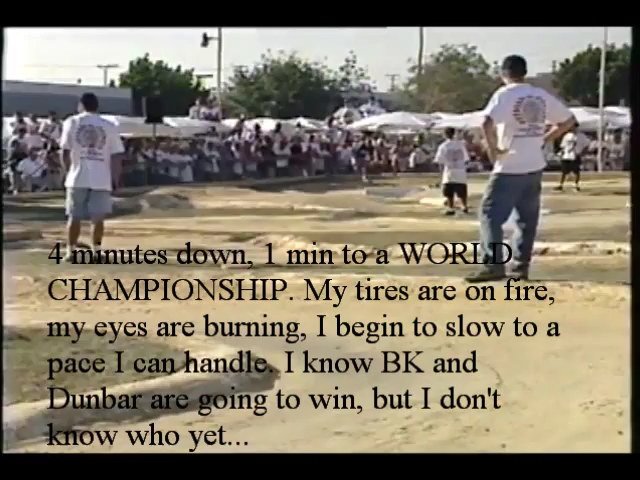 4 minutes down, 1 min to a WORLD
CHAMPIONSHIP. My tires are on fire,
my eyes are burning, I begin to slow to a
pace I can handle. I know BK and
Dunbar are going to win, but I don't
know who yet...